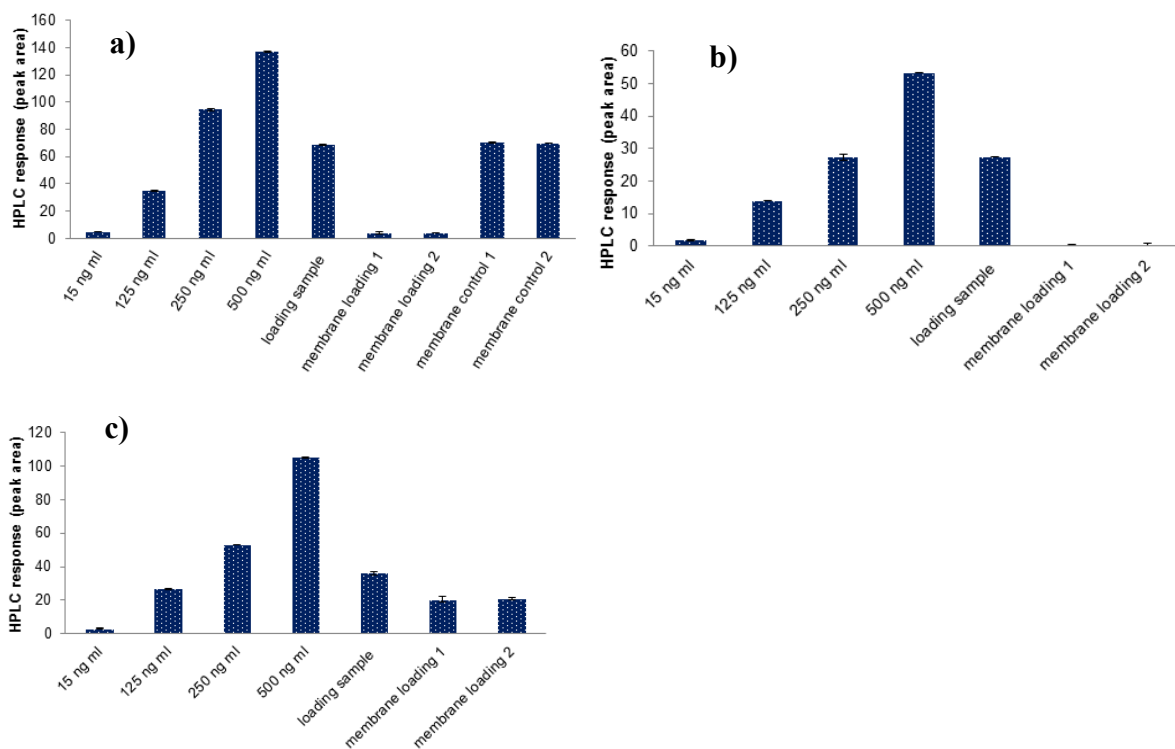 a)
HPLC response (peak area)
160
140
120
100
80
60
40
20
0
15 ng ml
125 ng ml
250 ng ml
500 ng ml
loading sample
membrane loading 1
membrane loading 2
membrane control 1
membrane control 2
b)
HPLC response (peak area)
60
50
40
30
20
10
0
15 ng ml
125 ng ml
250 ng ml
500 ng ml
loading sample
membrane loading 1
membrane loading 2
c)
HPLC response (peak area)
120
100
80
60
40
20
0
15 ng ml
125 ng ml
250 ng ml
500 ng ml
loading sample
membrane loading 1
membrane loading 2